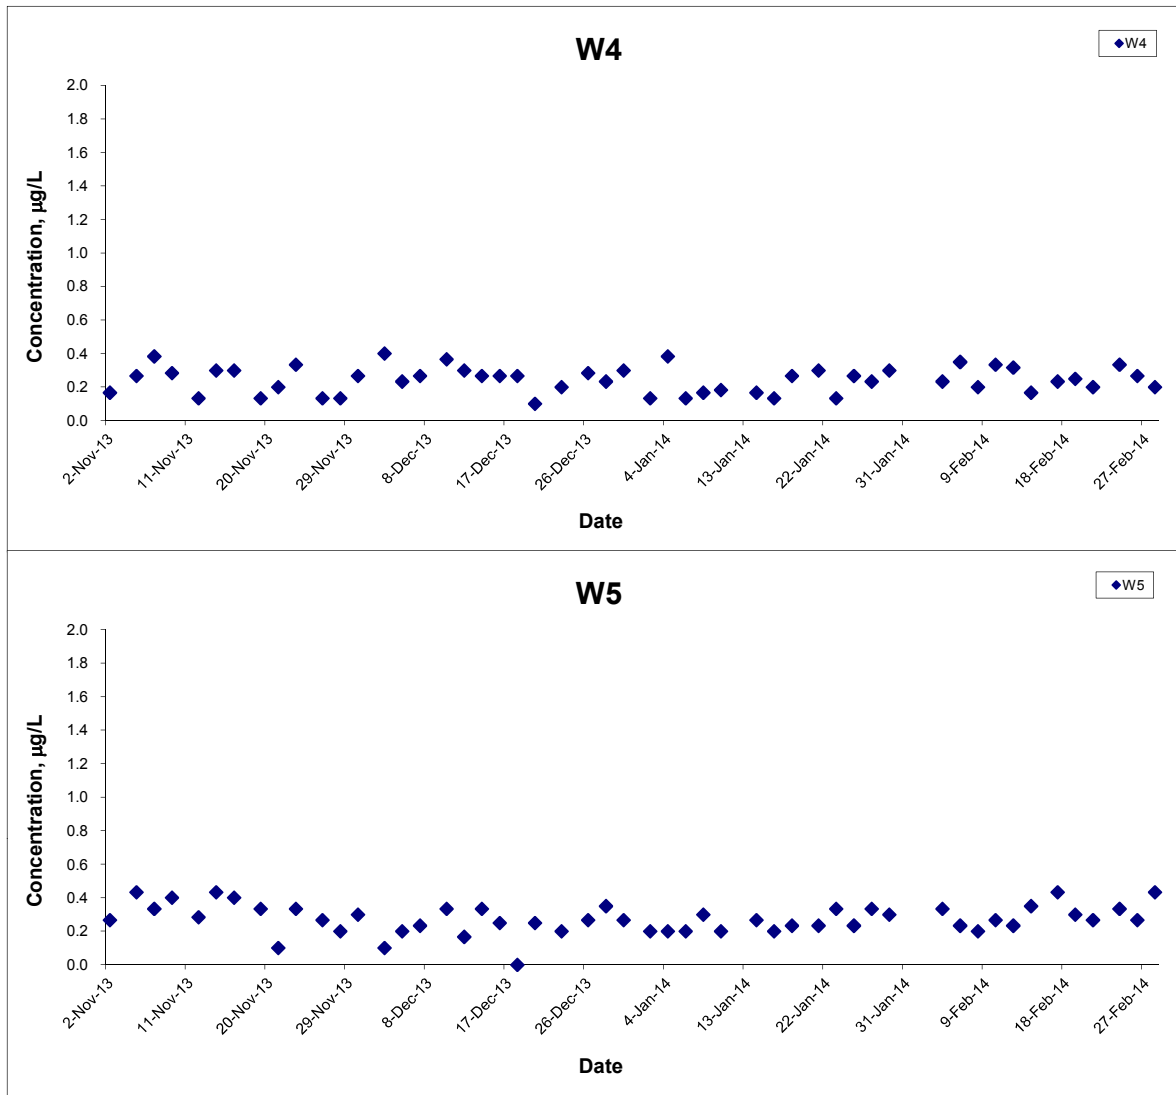 W4
W4
2.0
1.8
1.6
1.4
1.2
1.0
0.8
0.6
0.4
0.2
0.0
Concentration, µg/L
2-Nov-13 11-Nov-13 20-Nov-13 29-Nov-13 8-Dec-13 17-Dec-13 26-Dec-13 4-Jan-14 13-Jan-14 22-Jan-14 31-Jan-14 9-Feb-14 18-Feb-14 27-Feb-14
Date
W5
W5
2.0
1.8
1.6
1.4
1.2
1.0
0.8
0.6
0.4
0.2
0.0
Concentration, µg/L
2-Nov-13 11-Nov-13 20-Nov-13 29-Nov-13 8-Dec-13 17-Dec-13 26-Dec-13 4-Jan-14 13-Jan-14 22-Jan-14 31-Jan-14 9-Feb-14 18-Feb-14 27-Feb-14
Date